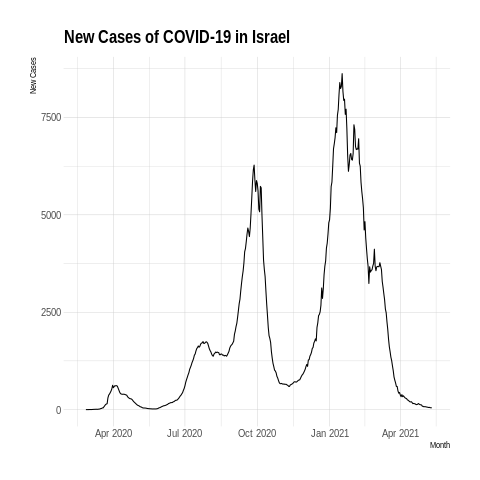 New Cases of COVID-19 in Israel
New Cases
7500
5000
2500
0
Apr 2020 Jul 2020 Oct 2020 Jan 2021 Apr 2021
Month